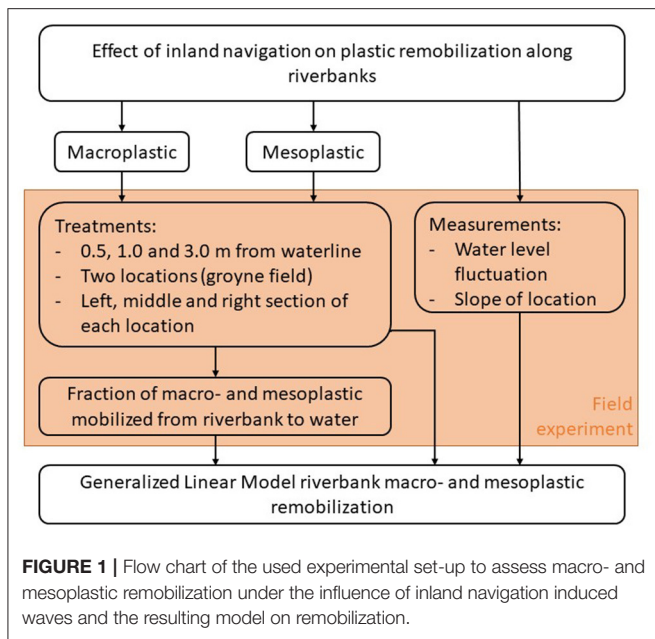 Effect of inland navigation on plastic remobilization along
riverbanks
Macroplastic
Mesoplastic
Treatments:
- 0.5, 1.0 and 3.0 m from waterline
- Two locations (groyne field)
- Left, middle and right section of
each location
Measurements:
- Water level
fluctuation
- Slope of location
Fraction of macro- and mesoplastic
mobilized from riverbank to water
Field
experiment
Generalized Linear Model riverbank macro- and mesoplastic
remobilization
FIGURE 1 | Flow chart of the used experimental set-up to assess macro- and
mesoplastic remobilization under the influence of inland navigation induced
waves and the resulting model on remobilization.